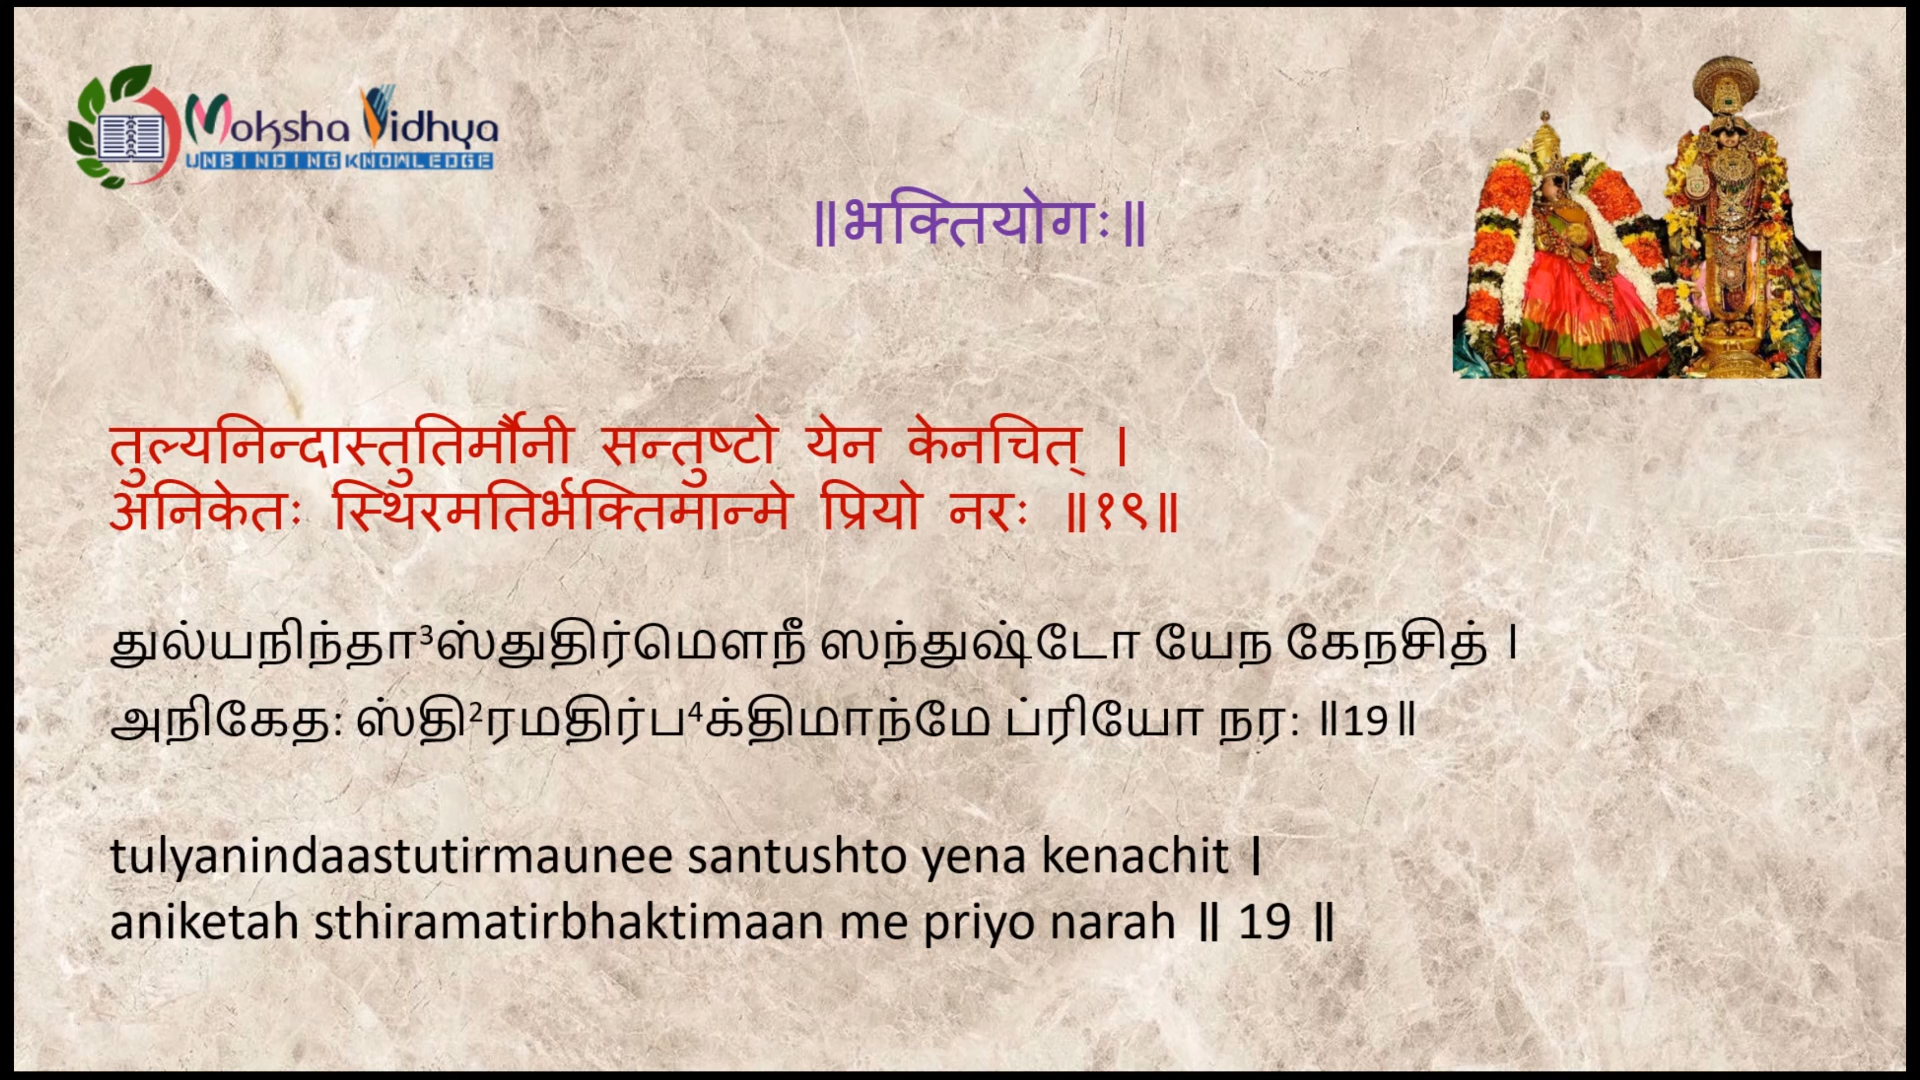 Moksha Vidhya
UNBINDING KNOWLEDGE
॥भक्तियोगः॥
तुल्यनिन्दास्तुतिर्मौनी सन्तुष्टो येन केनचित् ।
अनिकेतः स्थिरमतिर्भक्तिमान्मे प्रियो नरः ॥१९॥
துல்யநிந்தா³ஸ்துதிர்மௌநீ ஸந்துஷ்டோ யேந கேநசித் ।
அநிகேத: ஸ்தி²ரமதிர்ப⁴க்திமாந்மே ப்ரியோ நர: ॥19॥
tulyanindaastutirmaunee santushto yena kenachit ।
aniketah sthiramatirbhaktimaan me priyo narah ॥ 19 ॥